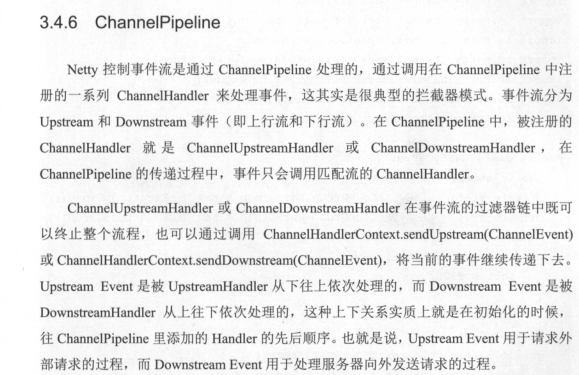 3.4.6 ChannelPipeline
Netty 控制事件流是通过 ChannelPipeline 处理的，通过调用在 ChannelPipeline 中注
册的一系列 ChannelHandler 来处理事件，这其实是很典型的拦截器模式。事件流分为
Upstream 和 Downstream 事件（即上行流和下行流）。在 ChannelPipeline 中，被注册的
ChannelHandler 就是 ChannelUpstreamHandler 或 ChannelDownstreamHandler，在
ChannelPipeline 的传递过程中，事件只会调用匹配流的 ChannelHandler。
ChannelUpstreamHandler 或 ChannelDownstreamHandler 在事件流的过滤器链中既可
以终止整个流程，也可以通过调用 ChannelHandlerContext.sendUpstream(ChannelEvent)
或 ChannelHandlerContext.sendDownstream(ChannelEvent)，将当前的事件继续传递下去。
Upstream Event 是被 UpstreamHandler 从下往上依次处理的，而 Downstream Event 是被
DownstreamHandler 从上往下依次处理的，这种上下关系实质上就是在初始化的时候，
往 ChannelPipeline 里添加的 Handler 的先后顺序。也就是说，Upstream Event 用于请求外
部请求的过程，而 Downstream Event 用于处理服务器向外发送请求的过程。